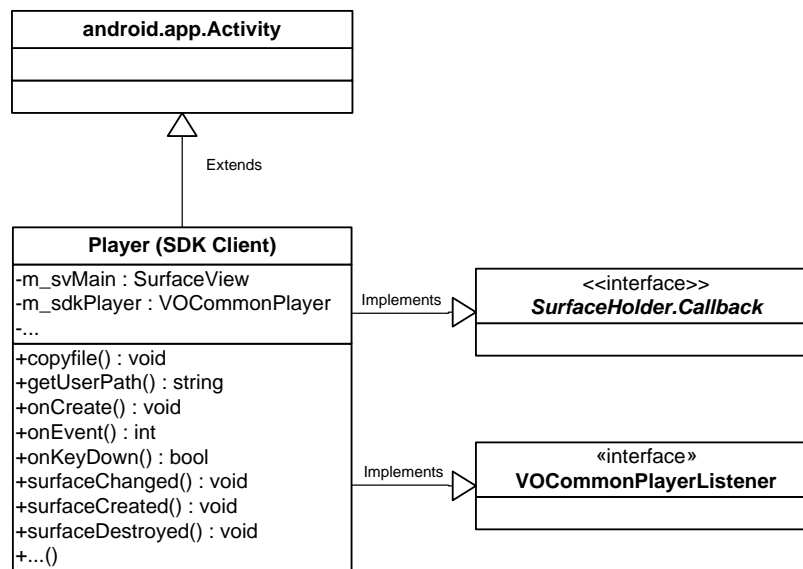 android.app.Activity
Extends
Player (SDK Client)
-m_svMain : SurfaceView
-m_sdkPlayer : VOCommonPlayer
-...
+copyfile() : void
+getUserPath() : string
+onCreate() : void
+onEvent() : int
+onKeyDown() : bool
+surfaceChanged() : void
+surfaceCreated() : void
+surfaceDestroyed() : void
+...()
Implements
<<interface>>
SurfaceHolder.Callback
Implements
«interface»
VOCommonPlayerListener